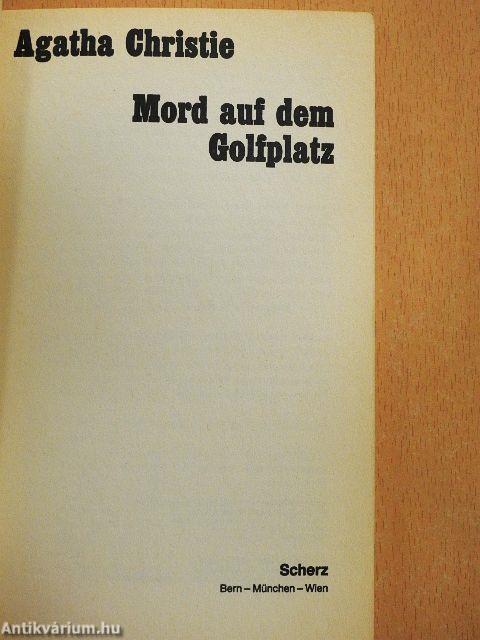 Agatha Christie
Mord auf dem
Golfplatz
Scherz
Bern – München – Wien
Antikvárium.hu